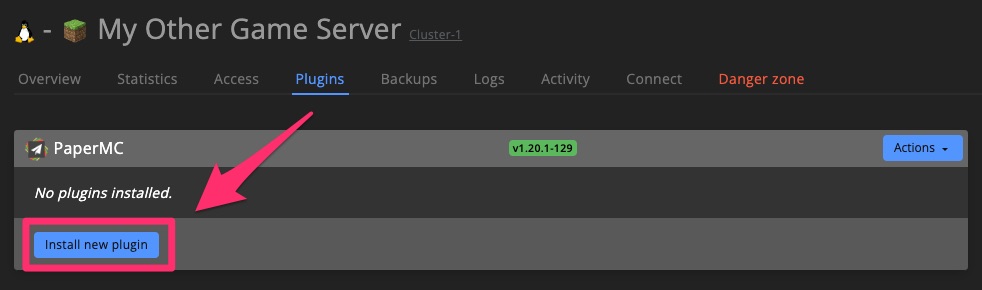 - My Other Game Server Cluster-1
Overview Statistics Access Plugins Backups Logs Activity Connect Danger zone
PaperMC v1.20.1-129 Actions
No plugins installed.
Install new plugin